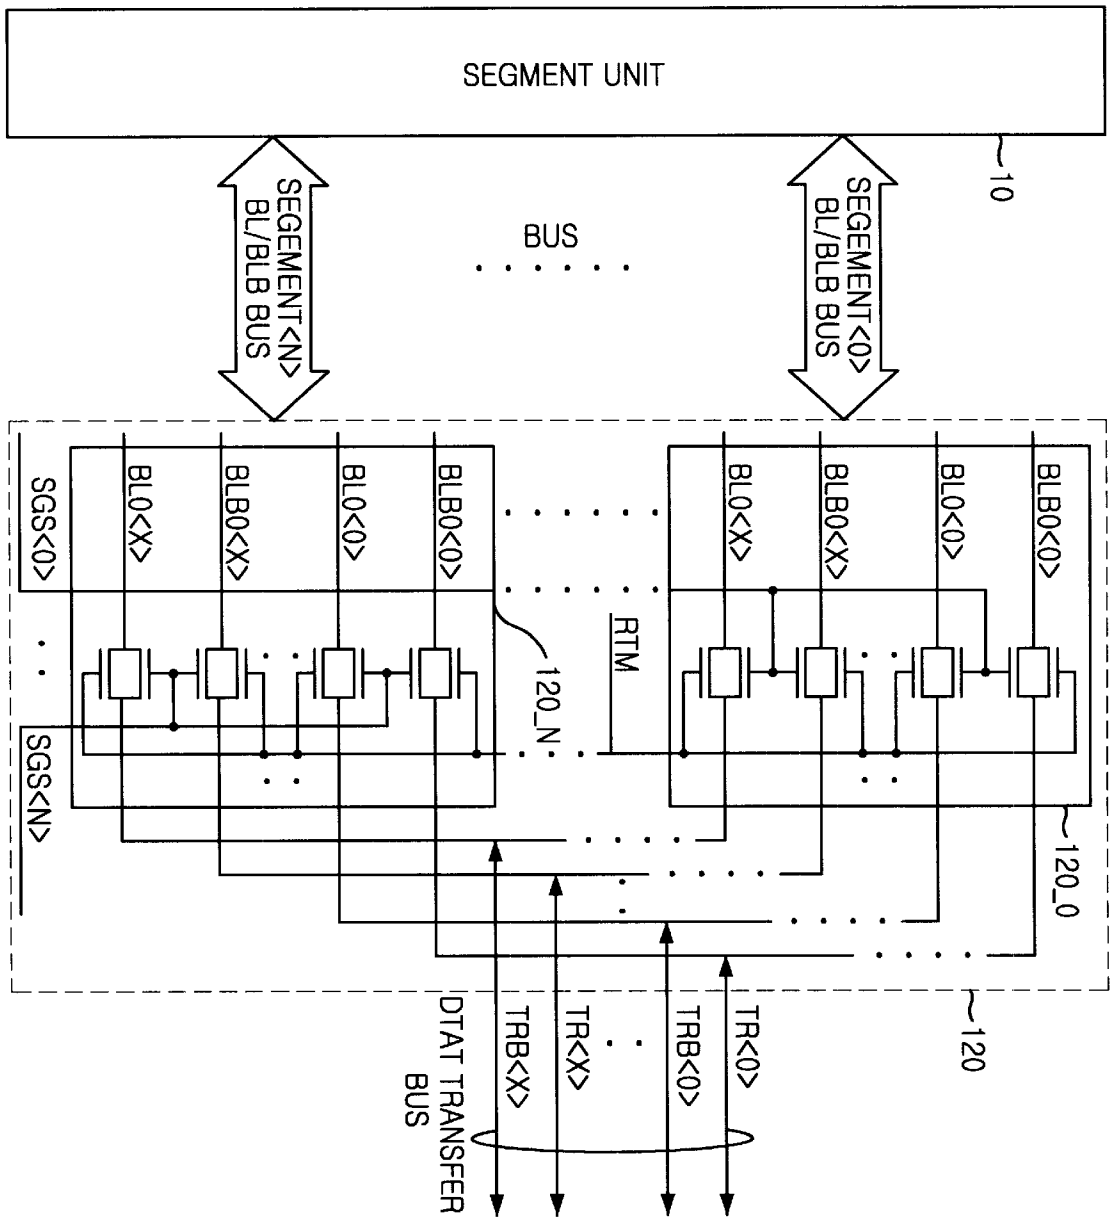 SEGMENT UNIT
10
SEGEMENT<N>
BL/BLB BUS
BUS
SEGEMENT<0>
BL/BLB BUS
SGS<0>
BL0<X>
BLB0<X>
BL0<0>
BLB0<0>
BL0<X>
BLB0<X>
BL0<0>
BLB0<0>
RTM
120_N
SGS<N>
120_0
120
DTAT TRANSFER
BUS
TRB<X>
TR<X>
TRB<0>
TR<0>